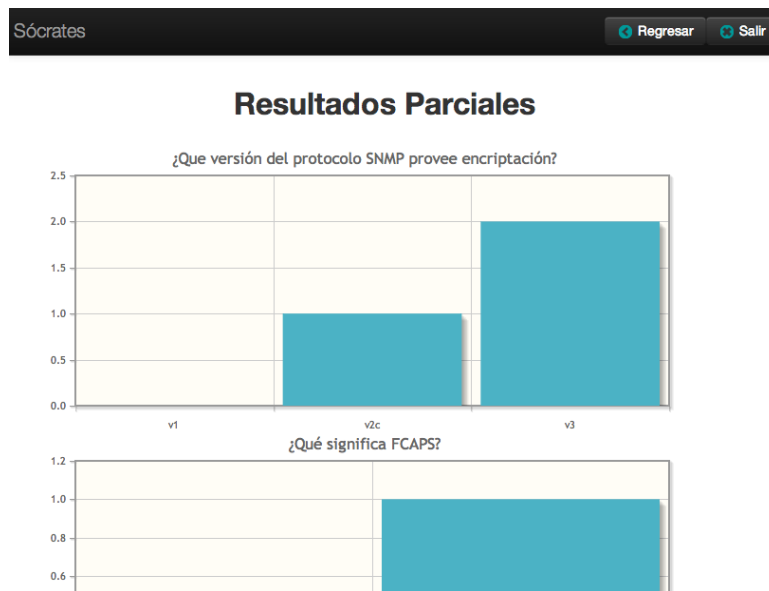 Sócrates
Regresar
Salir
Resultados Parciales
¿Que versión del protocolo SNMP provee encriptación?
2.5
2.0
1.5
1.0
0.5
0.0
v1 v2c v3
¿Qué significa FCAPS?
1.2
1.0
0.8
0.6